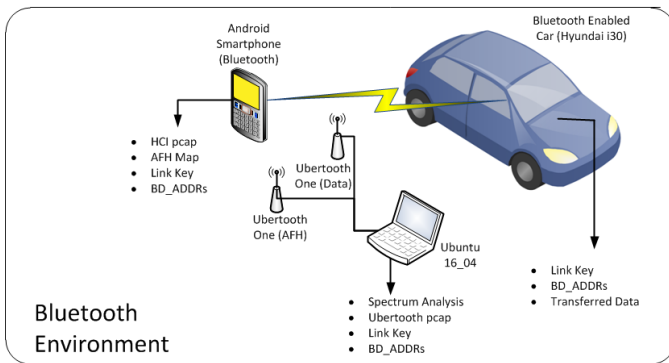 Android
Smartphone
(Bluetooth)
Bluetooth Enabled
Car (Hyundai i30)
• HCI pcap
• AFH Map
• Link Key
• BD_ADDRs
Ubertooth
One (Data)
Ubertooth
One (AFH)
Ubuntu
16_04
• Spectrum Analysis
• Ubertooth pcap
• Link Key
• BD_ADDRs
• Link Key
• BD_ADDRs
• Transferred Data
Bluetooth
Environment